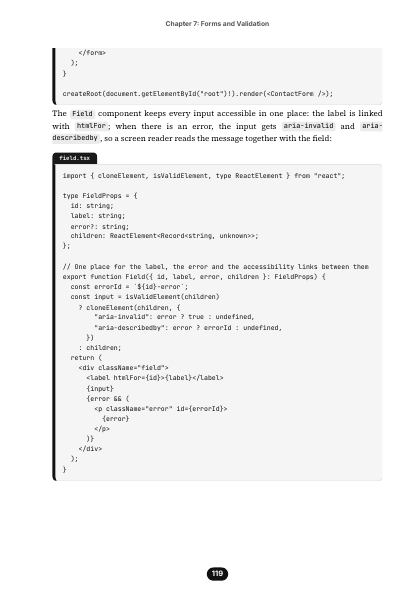 Chapter 7: Forms and Validation
    </form>
  );
}

createRoot(document.getElementById("root")!).render(<ContactForm />);
The Field component keeps every input accessible in one place: the label is linked
with htmlFor; when there is an error, the input gets aria-invalid and aria-
describedby, so a screen reader reads the message together with the field:
field.tsx
import { cloneElement, isValidElement, type ReactElement } from "react";

type FieldProps = {
  id: string;
  label: string;
  error?: string;
  children: ReactElement<Record<string, unknown>>;
};

// One place for the label, the error and the accessibility links between them
export function Field({ id, label, error, children }: FieldProps) {
  const errorId = `${id}-error`;
  const input = isValidElement(children)
    ? cloneElement(children, {
        "aria-invalid": error ? true : undefined,
        "aria-describedby": error ? errorId : undefined,
      })
    : children;
  return (
    <div className="field">
      <label htmlFor={id}>{label}</label>
      {input}
      {error && (
        <p className="error" id={errorId}>
          {error}
        </p>
      )}
    </div>
  );
}
119